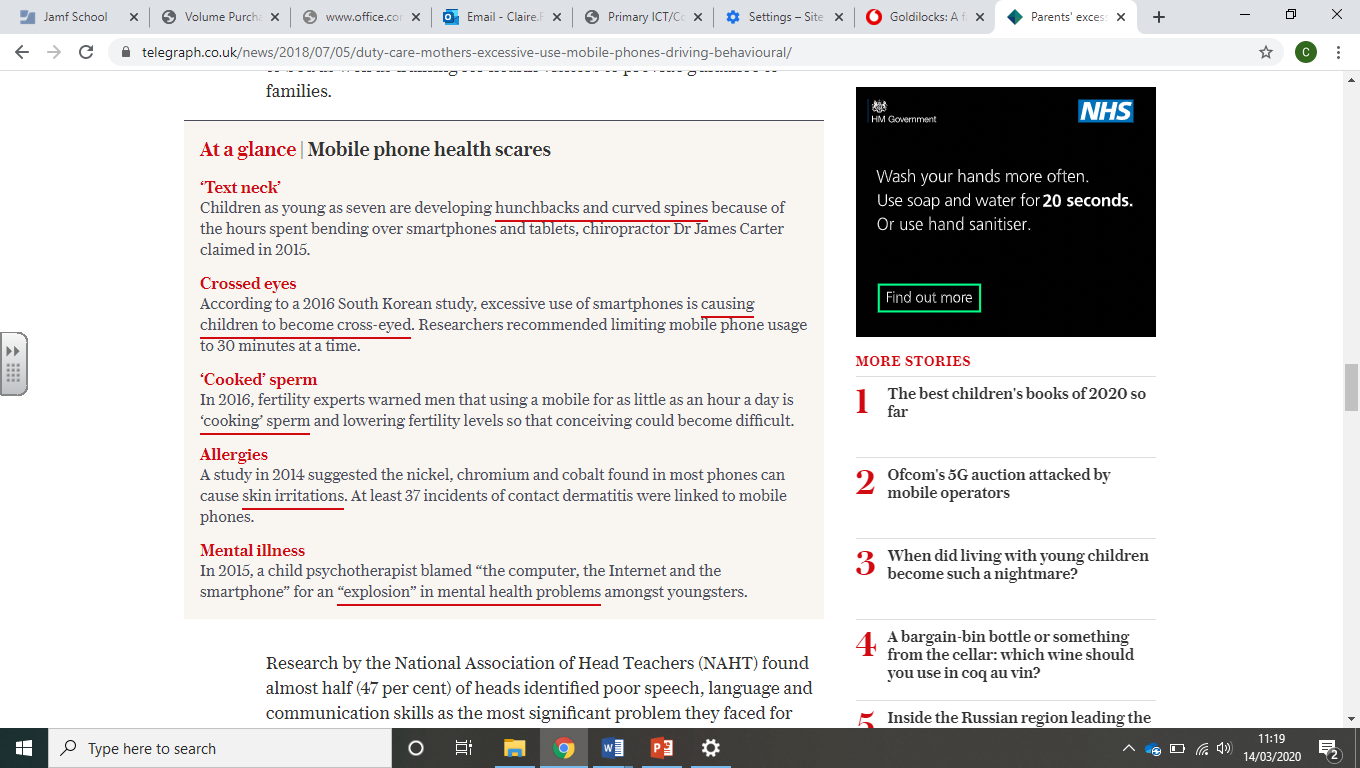 Jamf School
Volume Purch
www.office.co
Email - Claire.
Primary ICT/Co
Settings – Site
Goldilocks: A f
Parents' exces
telegraph.co.uk/news/2018/07/05/duty-care-mothers-excessive-use-mobile-phones-driving-behavioural/
C
families.
At a glance | Mobile phone health scares
‘Text neck’
Children as young as seven are developing hunchbacks and curved spines because of
the hours spent bending over smartphones and tablets, chiropractor Dr James Carter
claimed in 2015.
Crossed eyes
According to a 2016 South Korean study, excessive use of smartphones is causing
children to become cross-eyed. Researchers recommended limiting mobile phone usage
to 30 minutes at a time.
‘Cooked’ sperm
In 2016, fertility experts warned men that using a mobile for as little as an hour a day is
‘cooking’ sperm and lowering fertility levels so that conceiving could become difficult.
Allergies
A study in 2014 suggested the nickel, chromium and cobalt found in most phones can
cause skin irritations. At least 37 incidents of contact dermatitis were linked to mobile
phones.
Mental illness
In 2015, a child psychotherapist blamed “the computer, the Internet and the
smartphone” for an “explosion” in mental health problems amongst youngsters.
Research by the National Association of Head Teachers (NAHT) found
almost half (47 per cent) of heads identified poor speech, language and
communication skills as the most significant problem they faced for
HM Government
NHS
Wash your hands more often.
Use soap and water for 20 seconds.
Or use hand sanitiser.
Find out more
MORE STORIES
1 The best children's books of 2020 so
far
2 Ofcom's 5G auction attacked by
mobile operators
3 When did living with young children
become such a nightmare?
4 A bargain-bin bottle or something
from the cellar: which wine should
you use in coq au vin?
5 Inside the Russian region leading the
Type here to search
11:19
14/03/2020
2